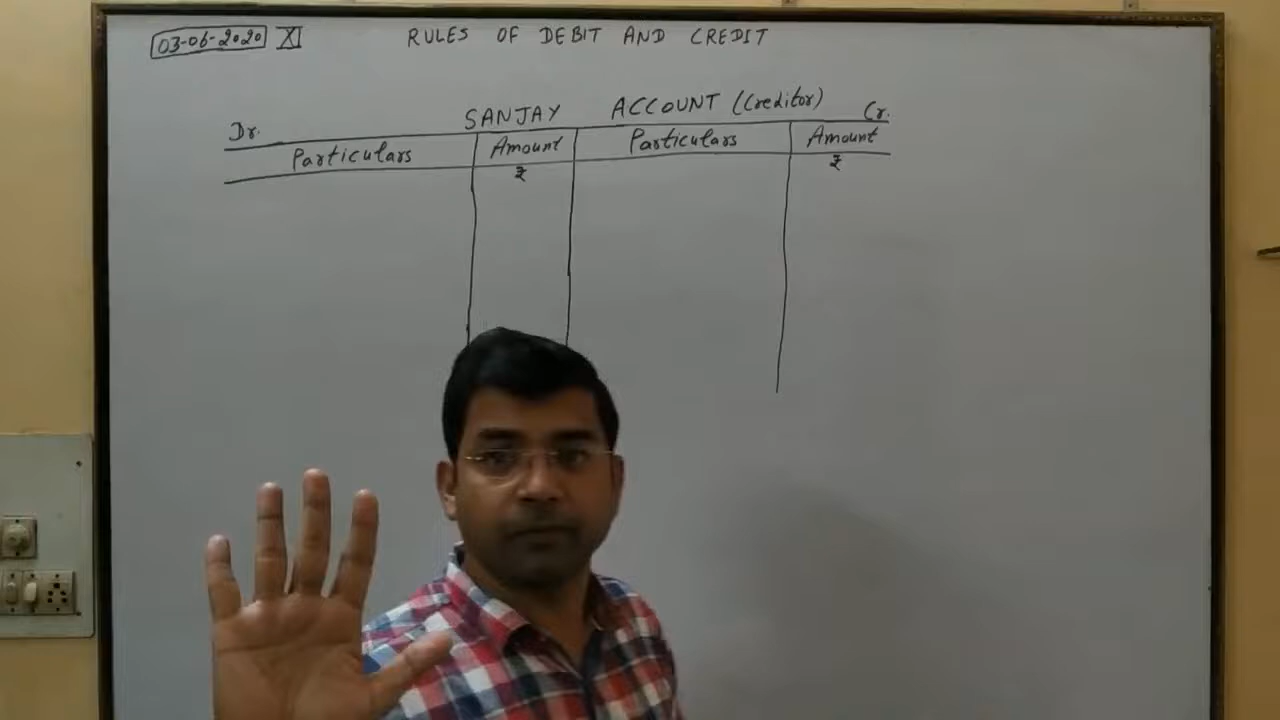 03-06-2020 XI RULES OF DEBIT AND CREDIT
Dr. SANJAY ACCOUNT (Creditor) Cr.
Particulars Amount Particulars Amount
₹ ₹